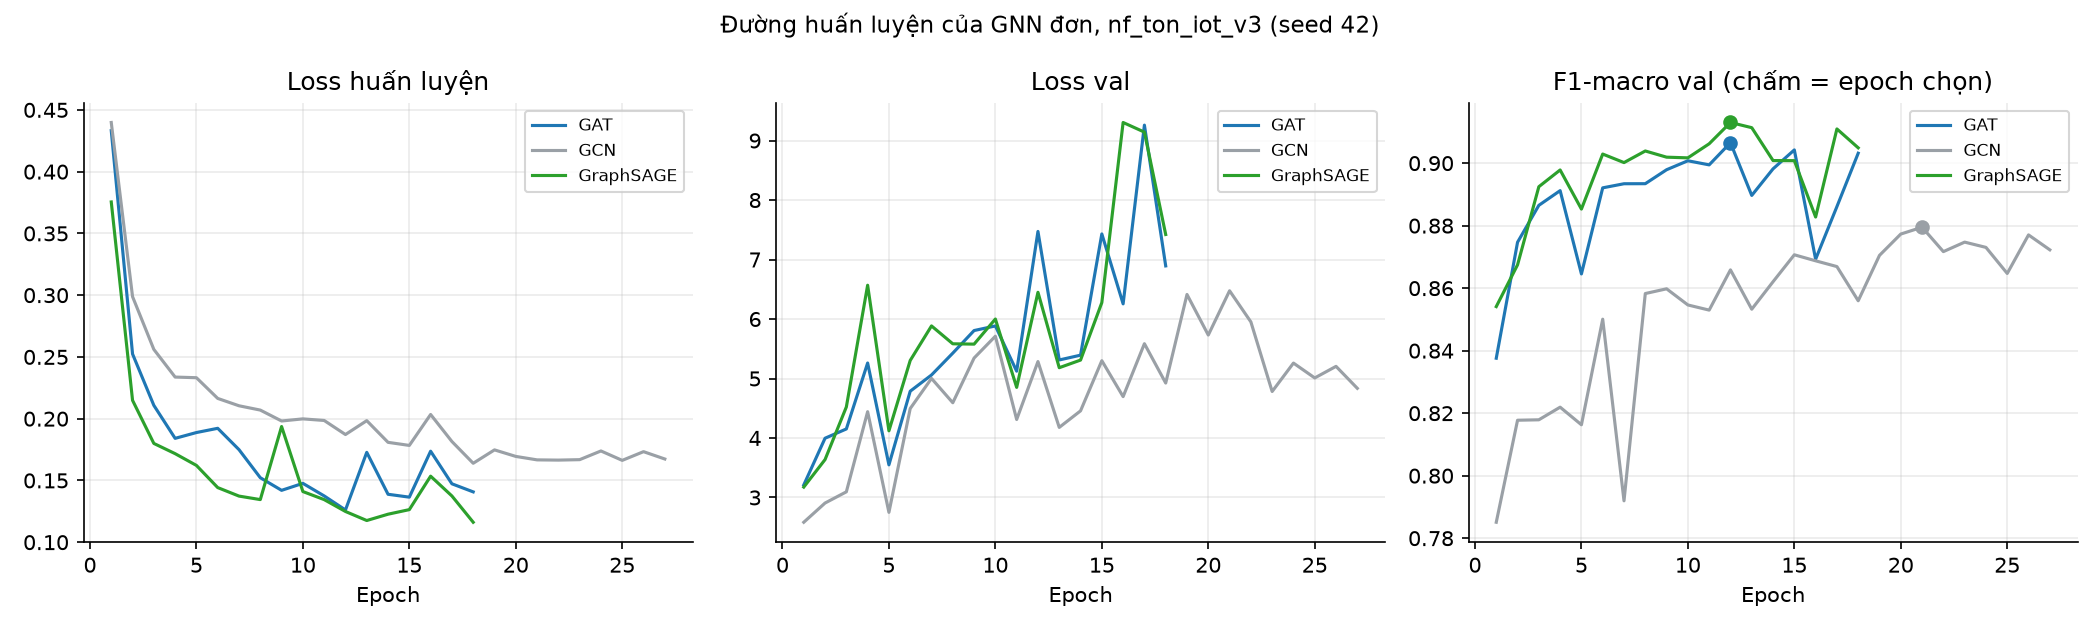 Đường huấn luyện của GNN đơn, nf_ton_iot_v3 (seed 42)
Loss huấn luyện
0.45
0.40
0.35
0.30
0.25
0.20
0.15
0.10
0 5 10 15 20 25
Epoch
GAT
GCN
GraphSAGE
Loss val
9
8
7
6
5
4
3
0 5 10 15 20 25
Epoch
GAT
GCN
GraphSAGE
F1-macro val (chấm = epoch chọn)
0.90
0.88
0.86
0.84
0.82
0.80
0.78
0 5 10 15 20 25
Epoch
GAT
GCN
GraphSAGE